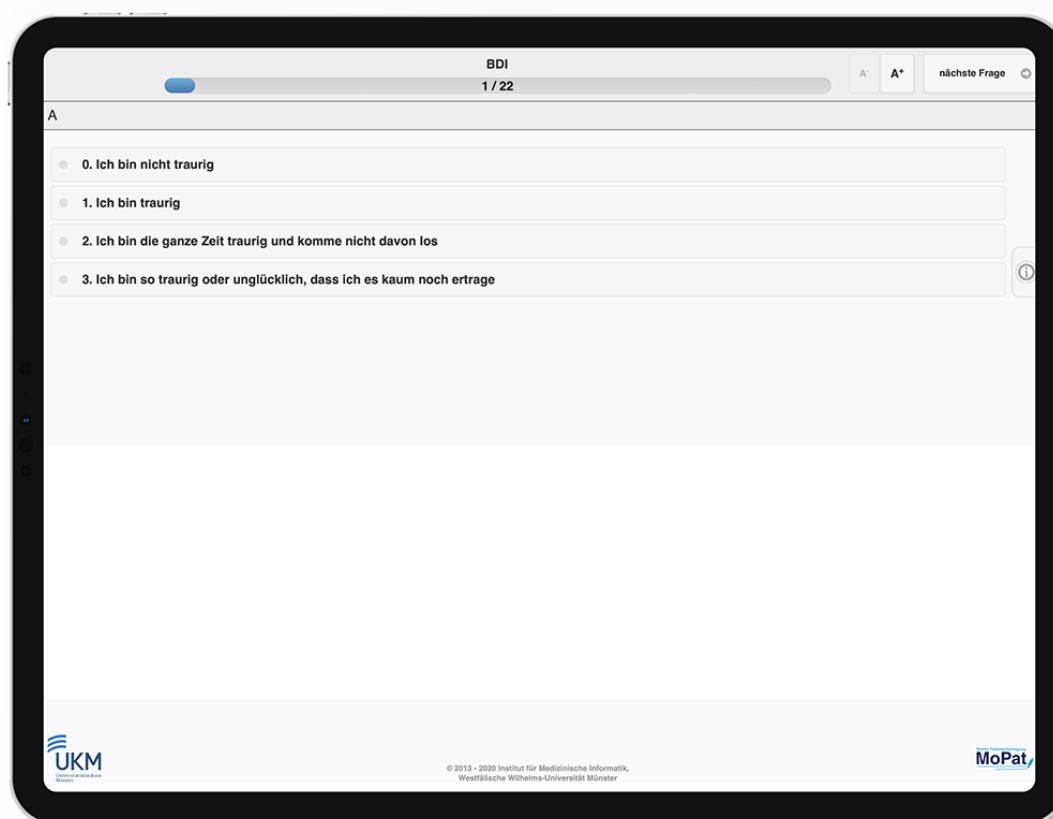 BDI
1 / 22
A-
A+
nächste Frage
A
0. Ich bin nicht traurig
1. Ich bin traurig
2. Ich bin die ganze Zeit traurig und komme nicht davon los
3. Ich bin so traurig oder unglücklich, dass ich es kaum noch ertrage
UKM
Universitätsklinikum
Münster
© 2013 - 2020 Institut für Medizinische Informatik,
Westfälische Wilhelms-Universität Münster
MoPat